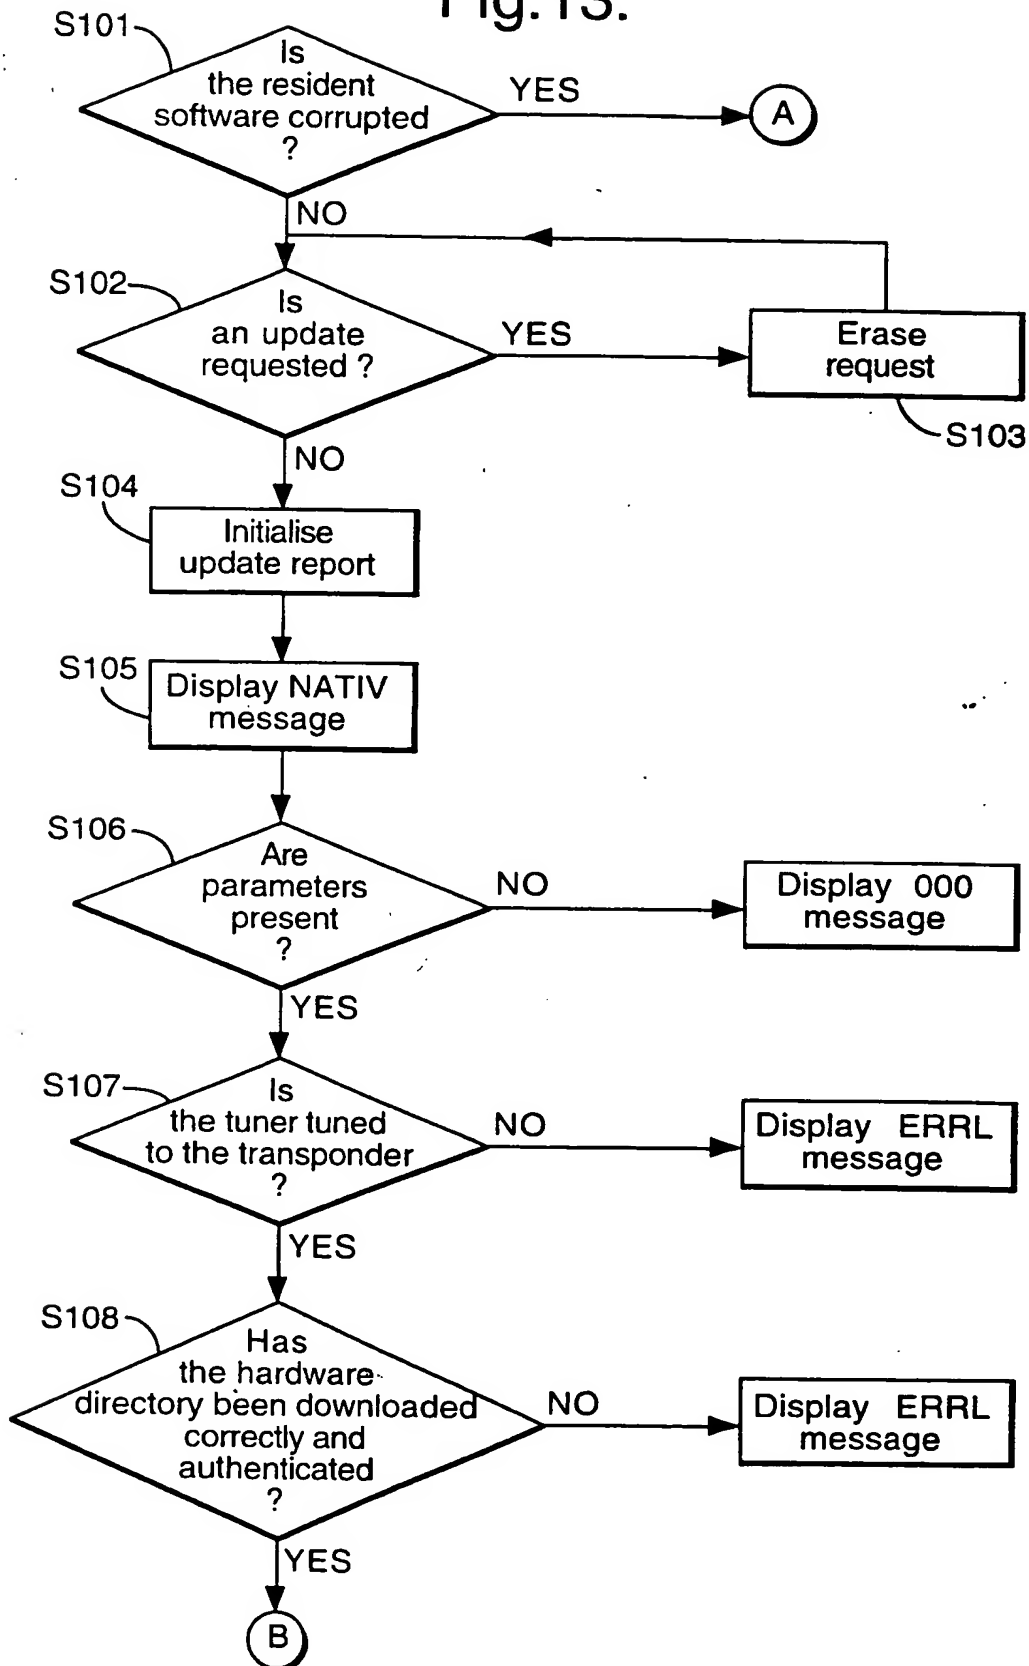 Fig.13.
S101
Is
the resident
software corrupted
?
YES
A
NO
S102
Is
an update
requested ?
YES
Erase
request
S103
NO
S104
Initialise
update report
S105
Display NATIV
message
S106
Are
parameters
present
?
NO
Display 000
message
YES
S107
Is
the tuner tuned
to the transponder
?
NO
Display ERRL
message
YES
S108
Has
the hardware
directory been downloaded
correctly and
authenticated
?
NO
Display ERRL
message
YES
B